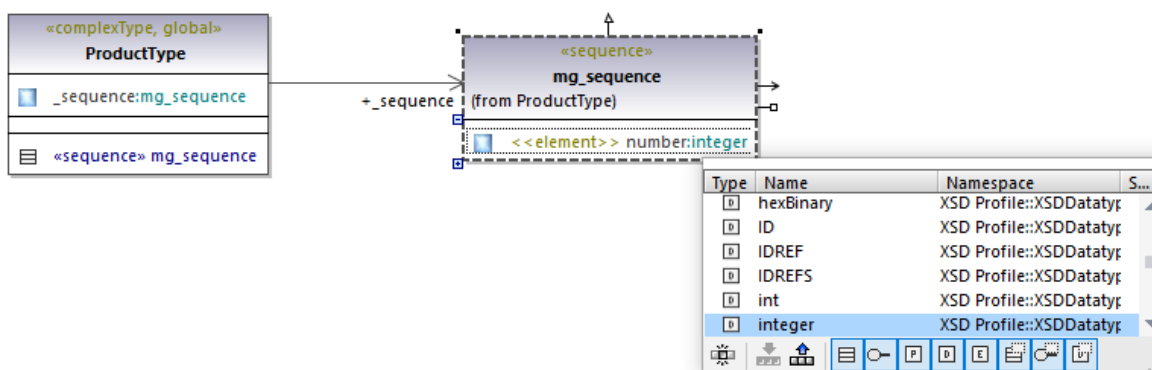 «complexType, global»
ProductType
_sequence:mg_sequence
«sequence» mg_sequence
+_sequence
«sequence»
mg_sequence
(from ProductType)
<<element>> number:integer
Type Name Namespace S...
hexBinary XSD Profile::XSDDatatyp
ID XSD Profile::XSDDatatyp
IDREF XSD Profile::XSDDatatyp
IDREFS XSD Profile::XSDDatatyp
int XSD Profile::XSDDatatyp
integer XSD Profile::XSDDatatyp